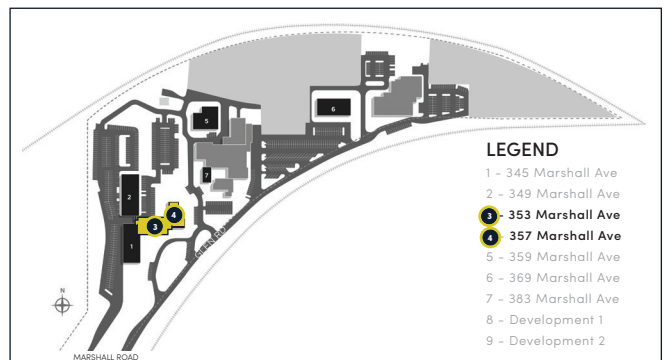 5
6
7
2
4
3
1
GLEN RD
N
MARSHALL ROAD
LEGEND
1 - 345 Marshall Ave
2 - 349 Marshall Ave
3 - 353 Marshall Ave
4 - 357 Marshall Ave
5 - 359 Marshall Ave
6 - 369 Marshall Ave
7 - 383 Marshall Ave
8 - Development 1
9 - Development 2